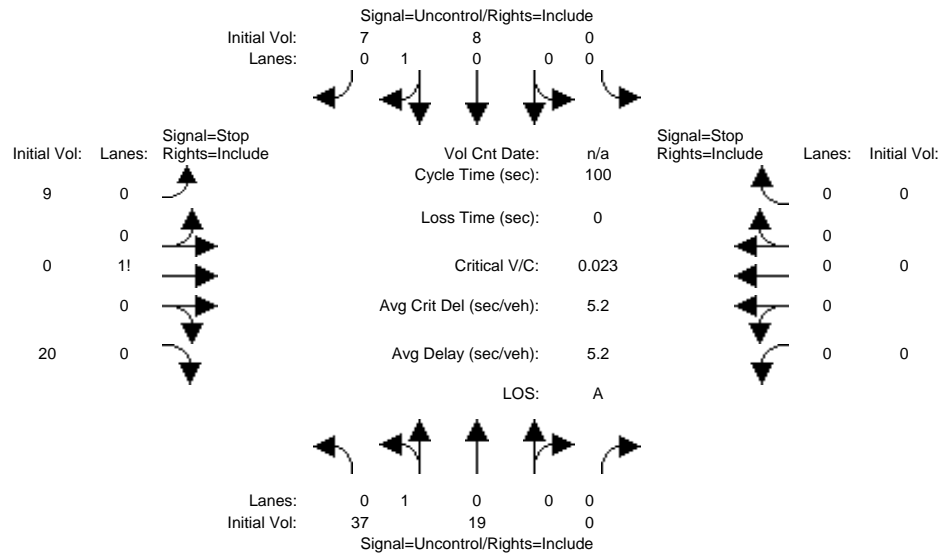 Signal=Uncontrol/Rights=Include
Initial Vol: 7 8 0
Lanes: 0 1 0 0 0
Signal=Stop Signal=Stop
Initial Vol: Lanes: Rights=Include Vol Cnt Date: n/a Rights=Include Lanes: Initial Vol:
Cycle Time (sec): 100
9 0 0 0
Loss Time (sec): 0
0 0
0 1! Critical V/C: 0.023 0 0
0 Avg Crit Del (sec/veh): 5.2 0
20 0 Avg Delay (sec/veh): 5.2 0 0
LOS: A
Lanes: 0 1 0 0 0
Initial Vol: 37 19 0
Signal=Uncontrol/Rights=Include